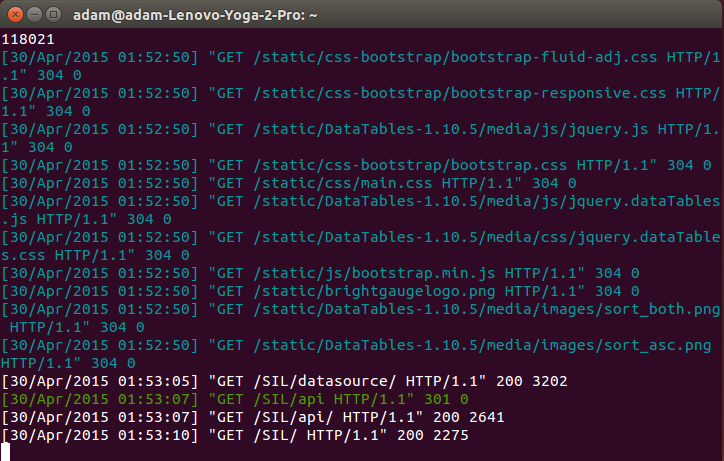 adam@adam-Lenovo-Yoga-2-Pro: ~
118021
[30/Apr/2015 01:52:50] "GET /static/css-bootstrap/bootstrap-fluid-adj.css HTTP/1
.1" 304 0
[30/Apr/2015 01:52:50] "GET /static/css-bootstrap/bootstrap-responsive.css HTTP/
1.1" 304 0
[30/Apr/2015 01:52:50] "GET /static/DataTables-1.10.5/media/js/jquery.js HTTP/1.
1" 304 0
[30/Apr/2015 01:52:50] "GET /static/css-bootstrap/bootstrap.css HTTP/1.1" 304 0
[30/Apr/2015 01:52:50] "GET /static/css/main.css HTTP/1.1" 304 0
[30/Apr/2015 01:52:50] "GET /static/DataTables-1.10.5/media/js/jquery.dataTables
.js HTTP/1.1" 304 0
[30/Apr/2015 01:52:50] "GET /static/DataTables-1.10.5/media/css/jquery.dataTable
s.css HTTP/1.1" 304 0
[30/Apr/2015 01:52:50] "GET /static/js/bootstrap.min.js HTTP/1.1" 304 0
[30/Apr/2015 01:52:50] "GET /static/brightgaugelogo.png HTTP/1.1" 304 0
[30/Apr/2015 01:52:50] "GET /static/DataTables-1.10.5/media/images/sort_both.png
 HTTP/1.1" 304 0
[30/Apr/2015 01:52:50] "GET /static/DataTables-1.10.5/media/images/sort_asc.png
HTTP/1.1" 304 0
[30/Apr/2015 01:53:05] "GET /SIL/datasource/ HTTP/1.1" 200 3202
[30/Apr/2015 01:53:07] "GET /SIL/api HTTP/1.1" 301 0
[30/Apr/2015 01:53:07] "GET /SIL/api/ HTTP/1.1" 200 2641
[30/Apr/2015 01:53:10] "GET /SIL/ HTTP/1.1" 200 2275